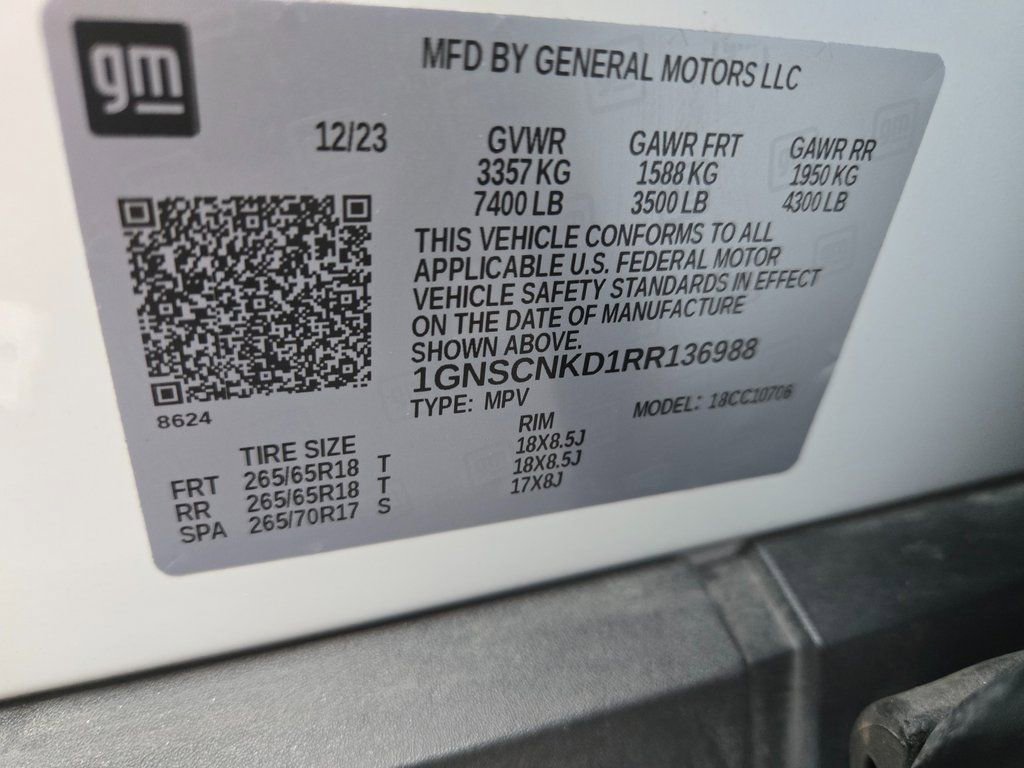 gm
MFD BY GENERAL MOTORS LLC
12/23 GVWR GAWR FRT GAWR RR
3357 KG 1588 KG 1950 KG
7400 LB 3500 LB 4300 LB
THIS VEHICLE CONFORMS TO ALL
APPLICABLE U.S. FEDERAL MOTOR
VEHICLE SAFETY STANDARDS IN EFFECT
ON THE DATE OF MANUFACTURE
SHOWN ABOVE.
1GNSCNKD1RR136988
TYPE: MPV MODEL: 18CC10706
8624
TIRE SIZE RIM
FRT 265/65R18 T 18X8.5J
RR 265/65R18 T 18X8.5J
SPA 265/70R17 S 17X8J